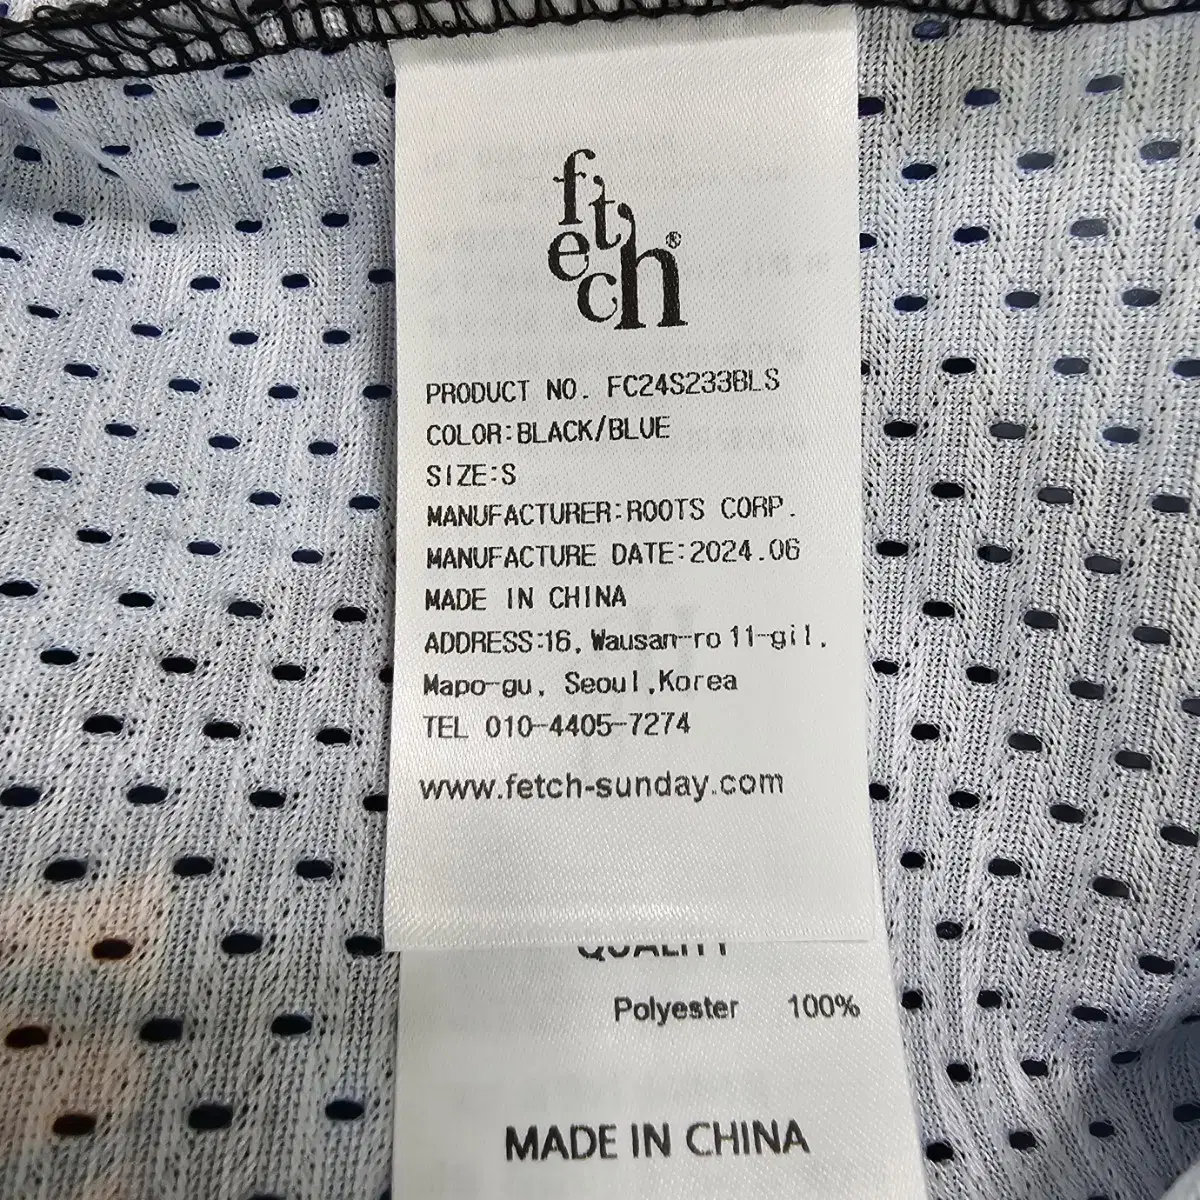 fetch®
PRODUCT NO. FC24S233BLS
COLOR:BLACK/BLUE
SIZE:S
MANUFACTURER:ROOTS CORP.
MANUFACTURE DATE:2024.06
MADE IN CHINA
ADDRESS:16, Wausan-ro 11-gil,
Mapo-gu, Seoul,Korea
TEL 010-4405-7274
www.fetch-sunday.com
QUALITY
Polyester 100%
MADE IN CHINA